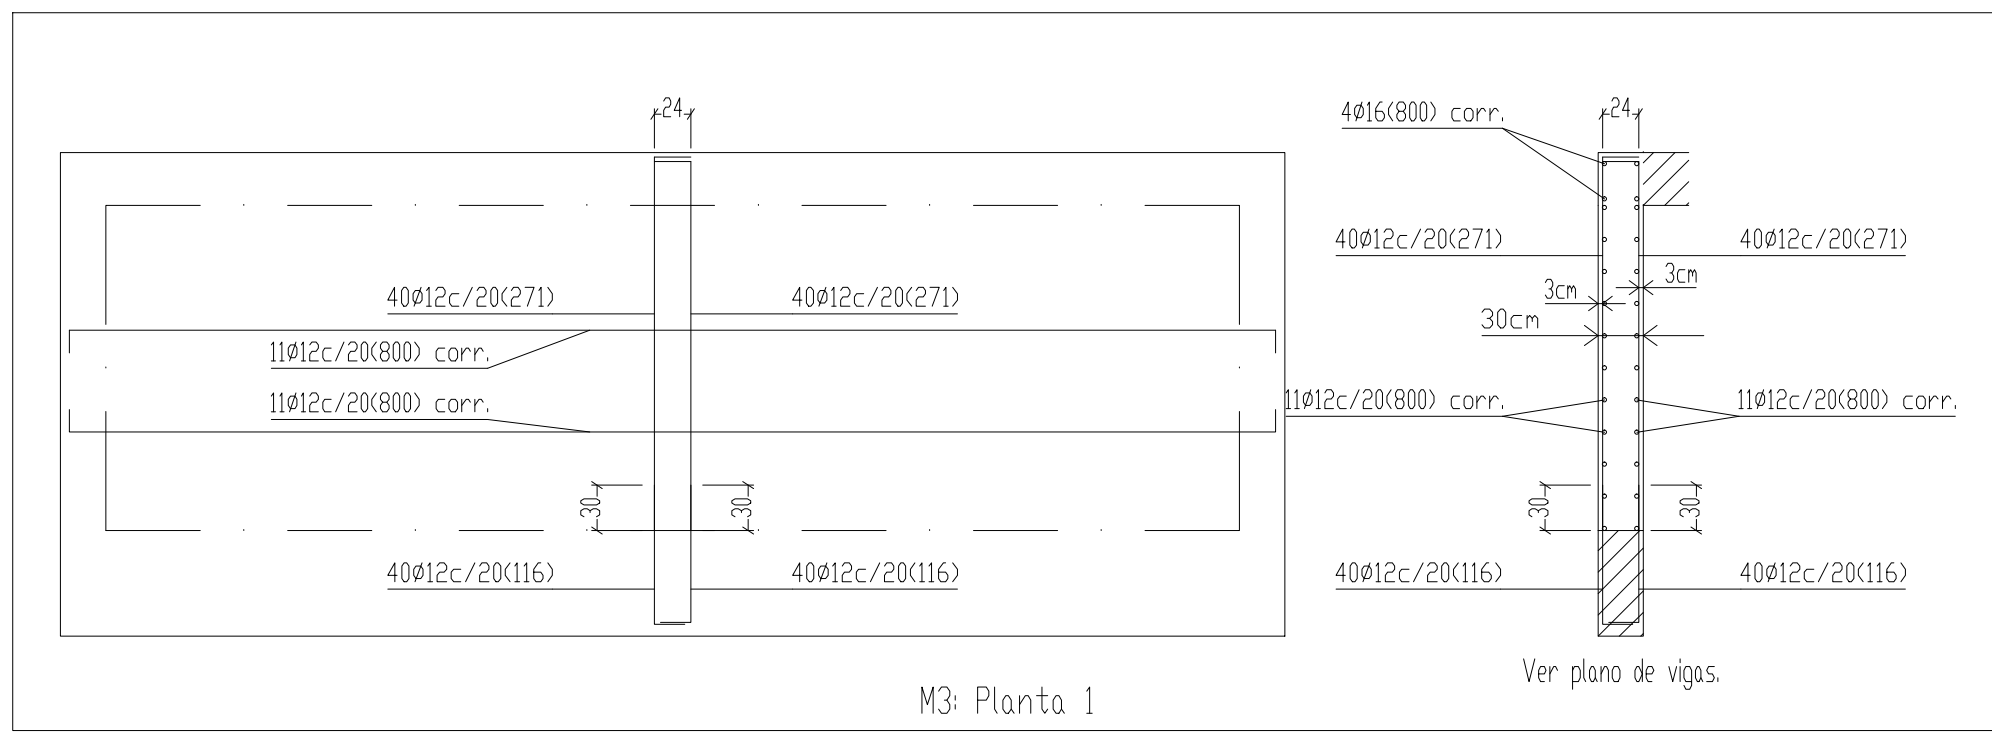 24
40ø12c/20(271)
40ø12c/20(271)
11ø12c/20(800) corr.
11ø12c/20(800) corr.
30
30
40ø12c/20(116)
40ø12c/20(116)
4ø16(800) corr.
24
40ø12c/20(271)
40ø12c/20(271)
3cm
3cm
30cm
11ø12c/20(800) corr.
11ø12c/20(800) corr.
30
30
40ø12c/20(116)
40ø12c/20(116)
Ver plano de vigas.
M3: Planta 1